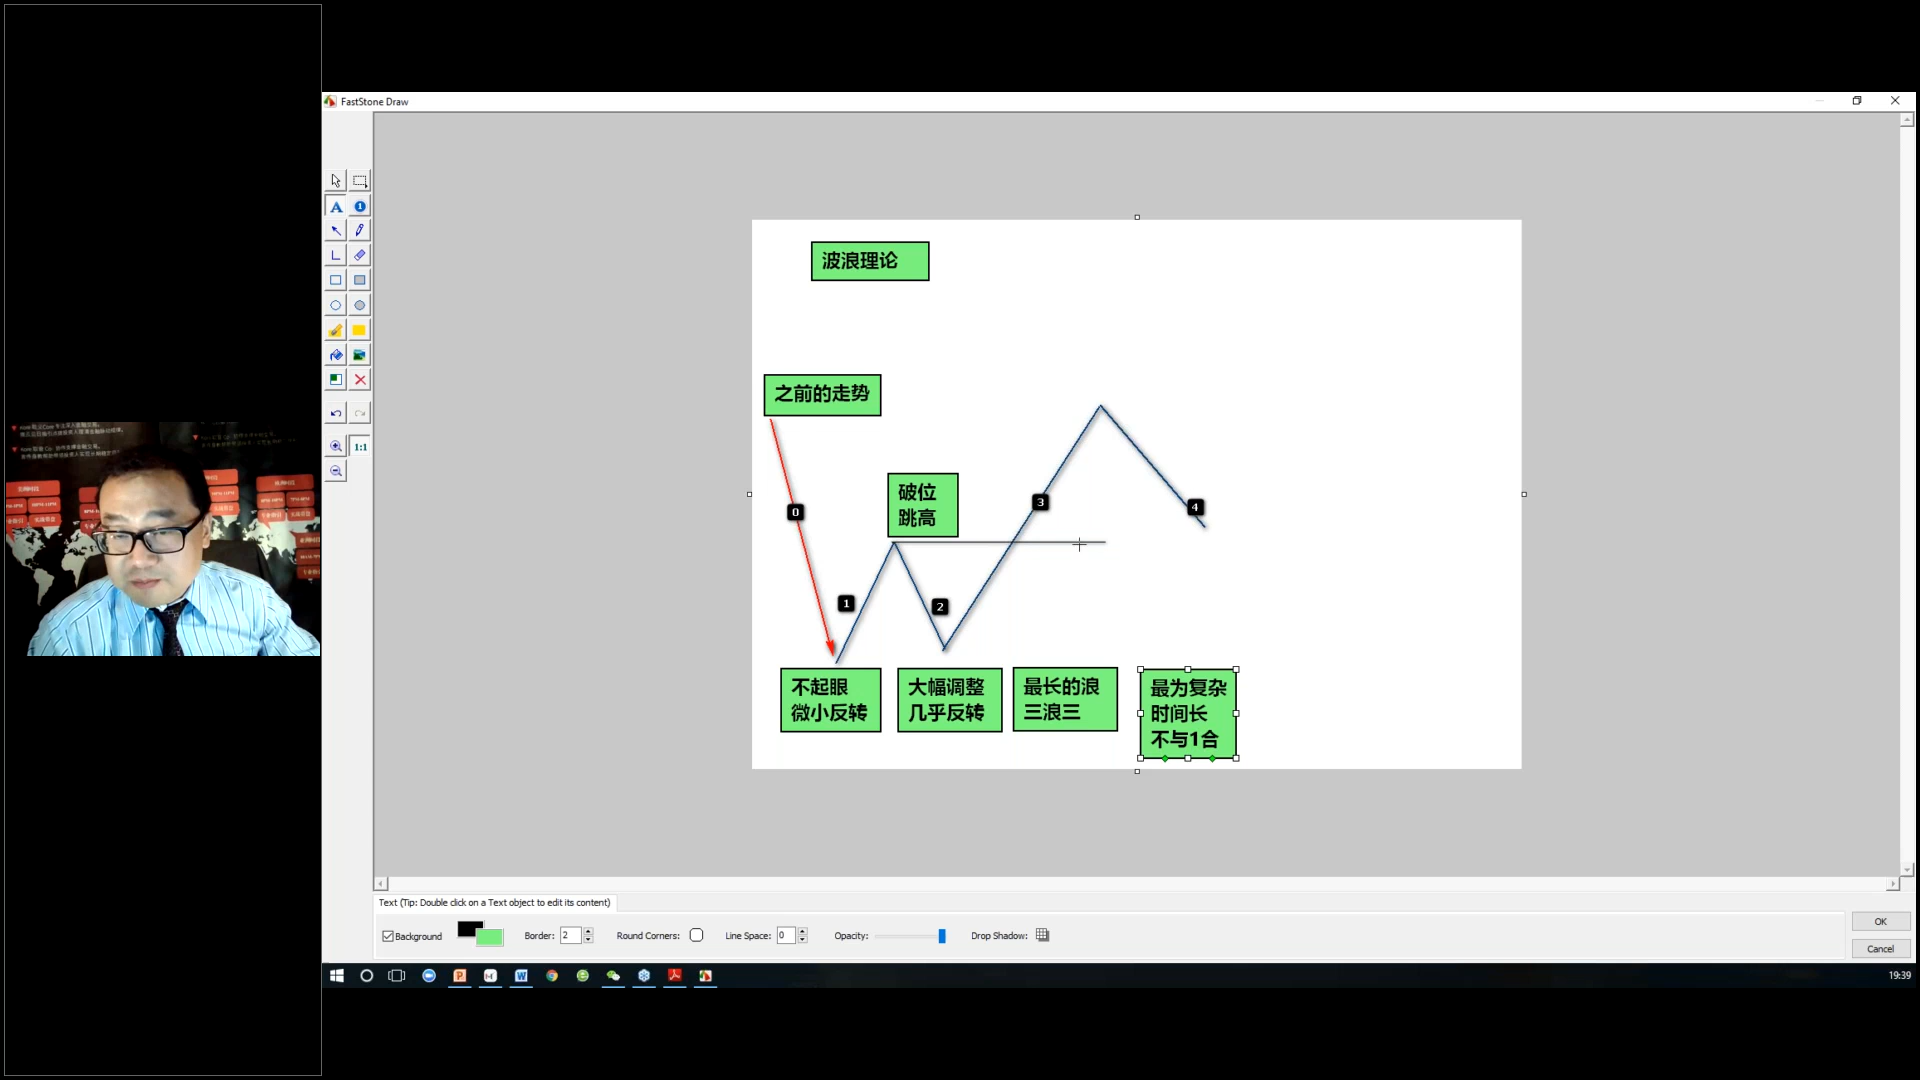 FastStone Draw
波浪理论
之前的走势
破位
跳高
0
1
2
3
4
不起眼
微小反转
大幅调整
几乎反转
最长的浪
三浪三
最为复杂
时间长
不与1合
1:1
Text (Tip: Double click on a Text object to edit its content)
Background
Border: 2
Round Corners:
Line Space: 0
Opacity:
Drop Shadow:
OK
Cancel
19:39